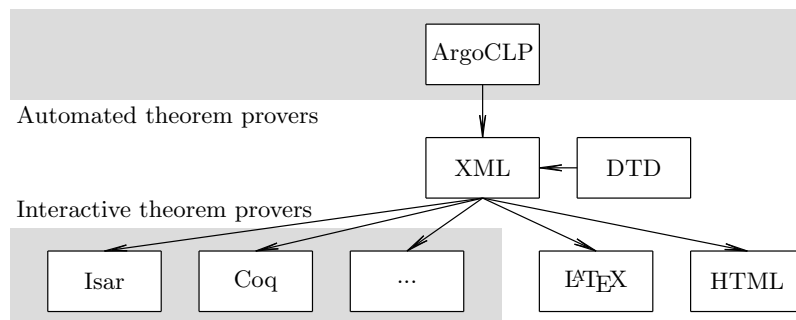 ArgoCLP
Automated theorem provers
XML
DTD
Interactive theorem provers
Isar
Coq
...
LATEX
HTML